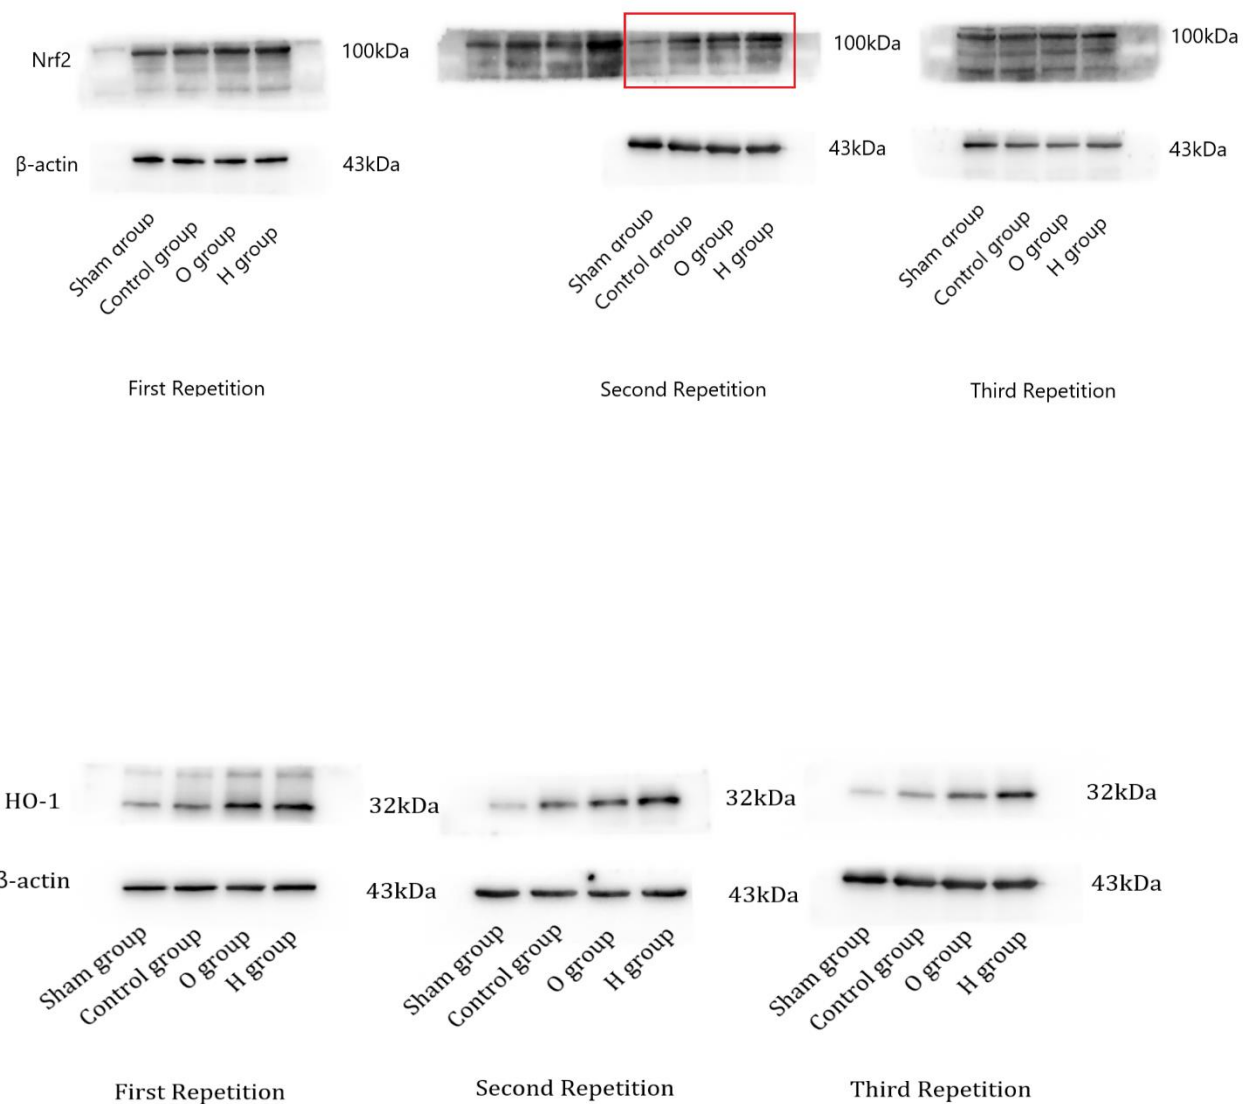 Nrf2
100kDa
100kDa
100kDa
β-actin
43kDa
43kDa
43kDa
Sham group
Control group
O group
H group
Sham group
Control group
O group
H group
Sham group
Control group
O group
H group
First Repetition
Second Repetition
Third Repetition
HO-1
32kDa
32kDa
32kDa
β-actin
43kDa
43kDa
43kDa
Sham group
Control group
O group
H group
Sham group
Control group
O group
H group
Sham group
Control group
O group
H group
First Repetition
Second Repetition
Third Repetition